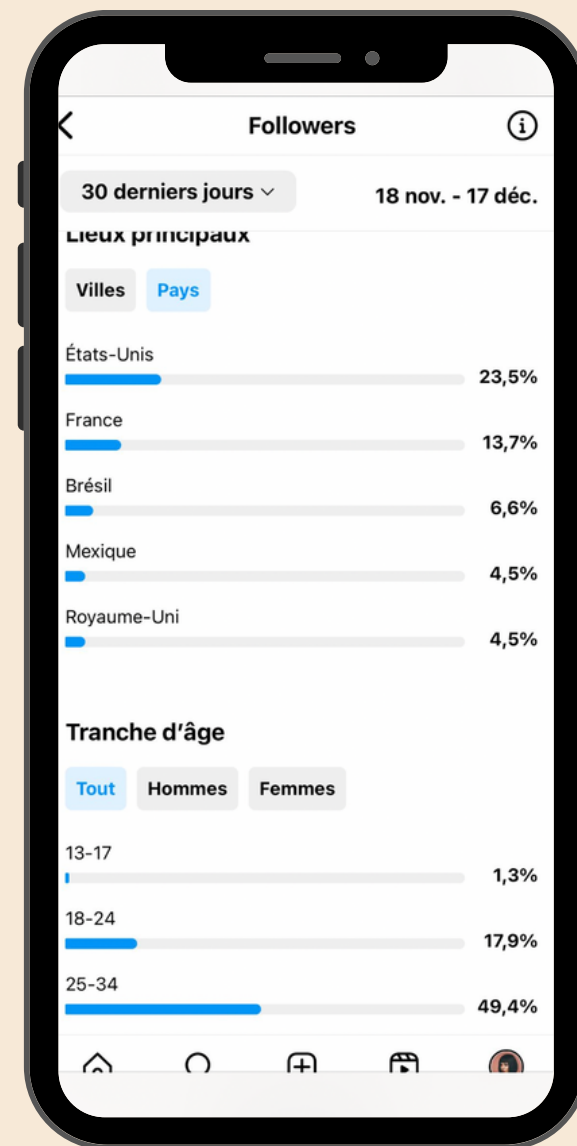 Followers
30 derniers jours
18 nov. - 17 déc.
Lieux principaux
Villes Pays
États-Unis
23,5%
France
13,7%
Brésil
6,6%
Mexique
4,5%
Royaume-Uni
4,5%
Tranche d’âge
Tout Hommes Femmes
13-17
1,3%
18-24
17,9%
25-34
49,4%